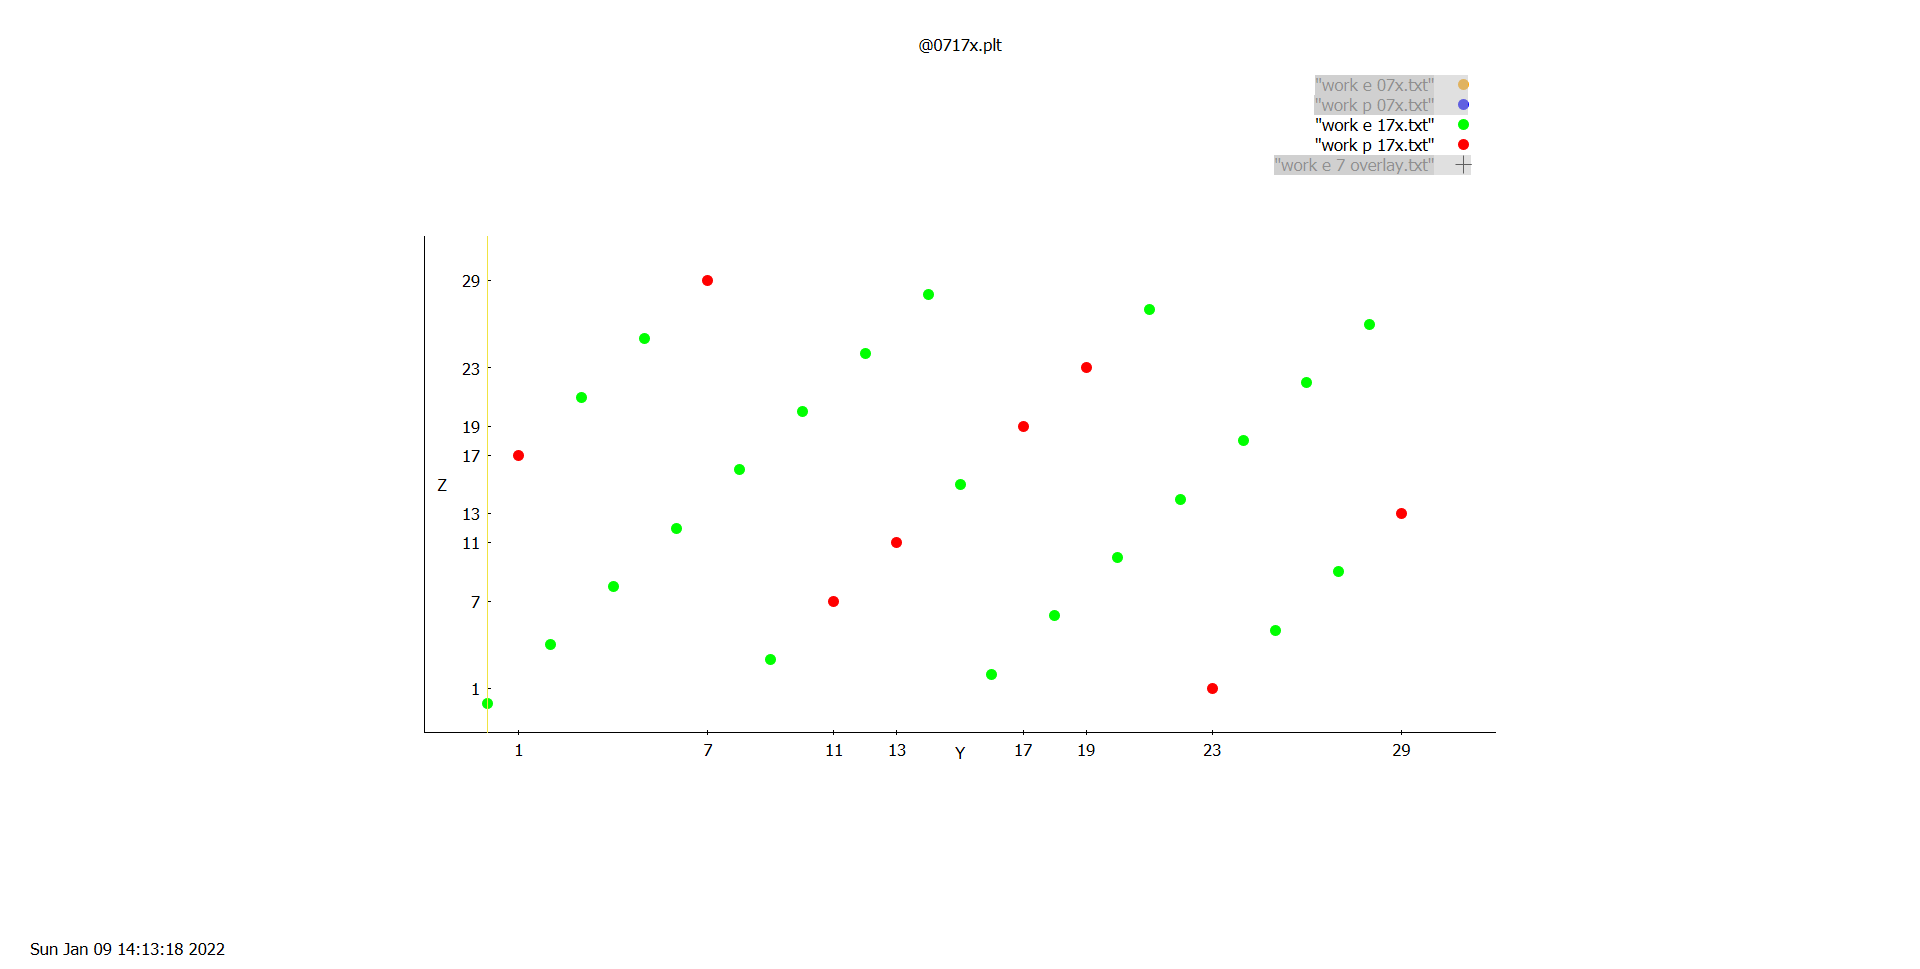 @0717x.plt
"work e 07x.txt"
"work p 07x.txt"
"work e 17x.txt"
"work p 17x.txt"
"work e 7 overlay.txt"
29
23
19
17
Z
13
11
7
1
1 7 11 13 Y 17 19 23 29
Sun Jan 09 14:13:18 2022